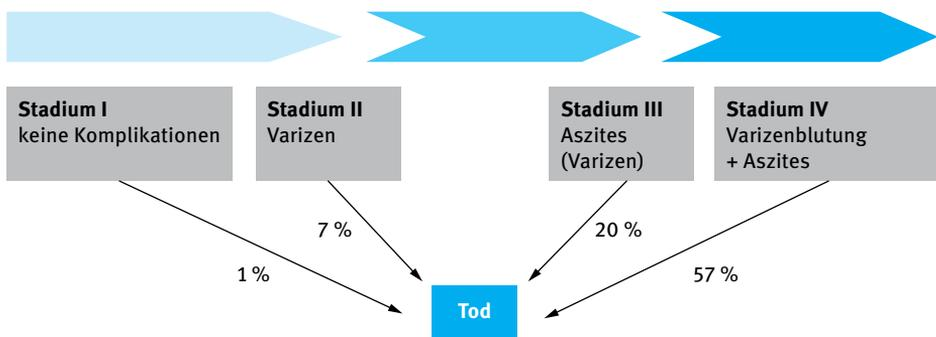 Stadium I
keine Komplikationen
Stadium II
Varizen
Stadium III
Aszites
(Varizen)
Stadium IV
Varizenblutung
+ Aszites
7 %
20 %
1 %
57 %
Tod